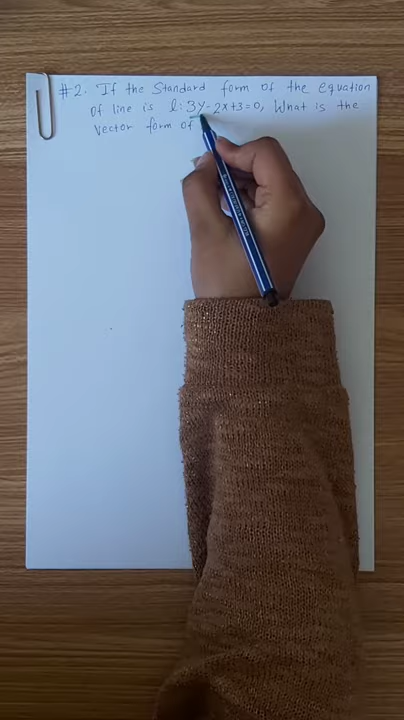 #2. If the Standard form of the equation
of line is l: 3y-2x+3=0, What is the
Vector form of